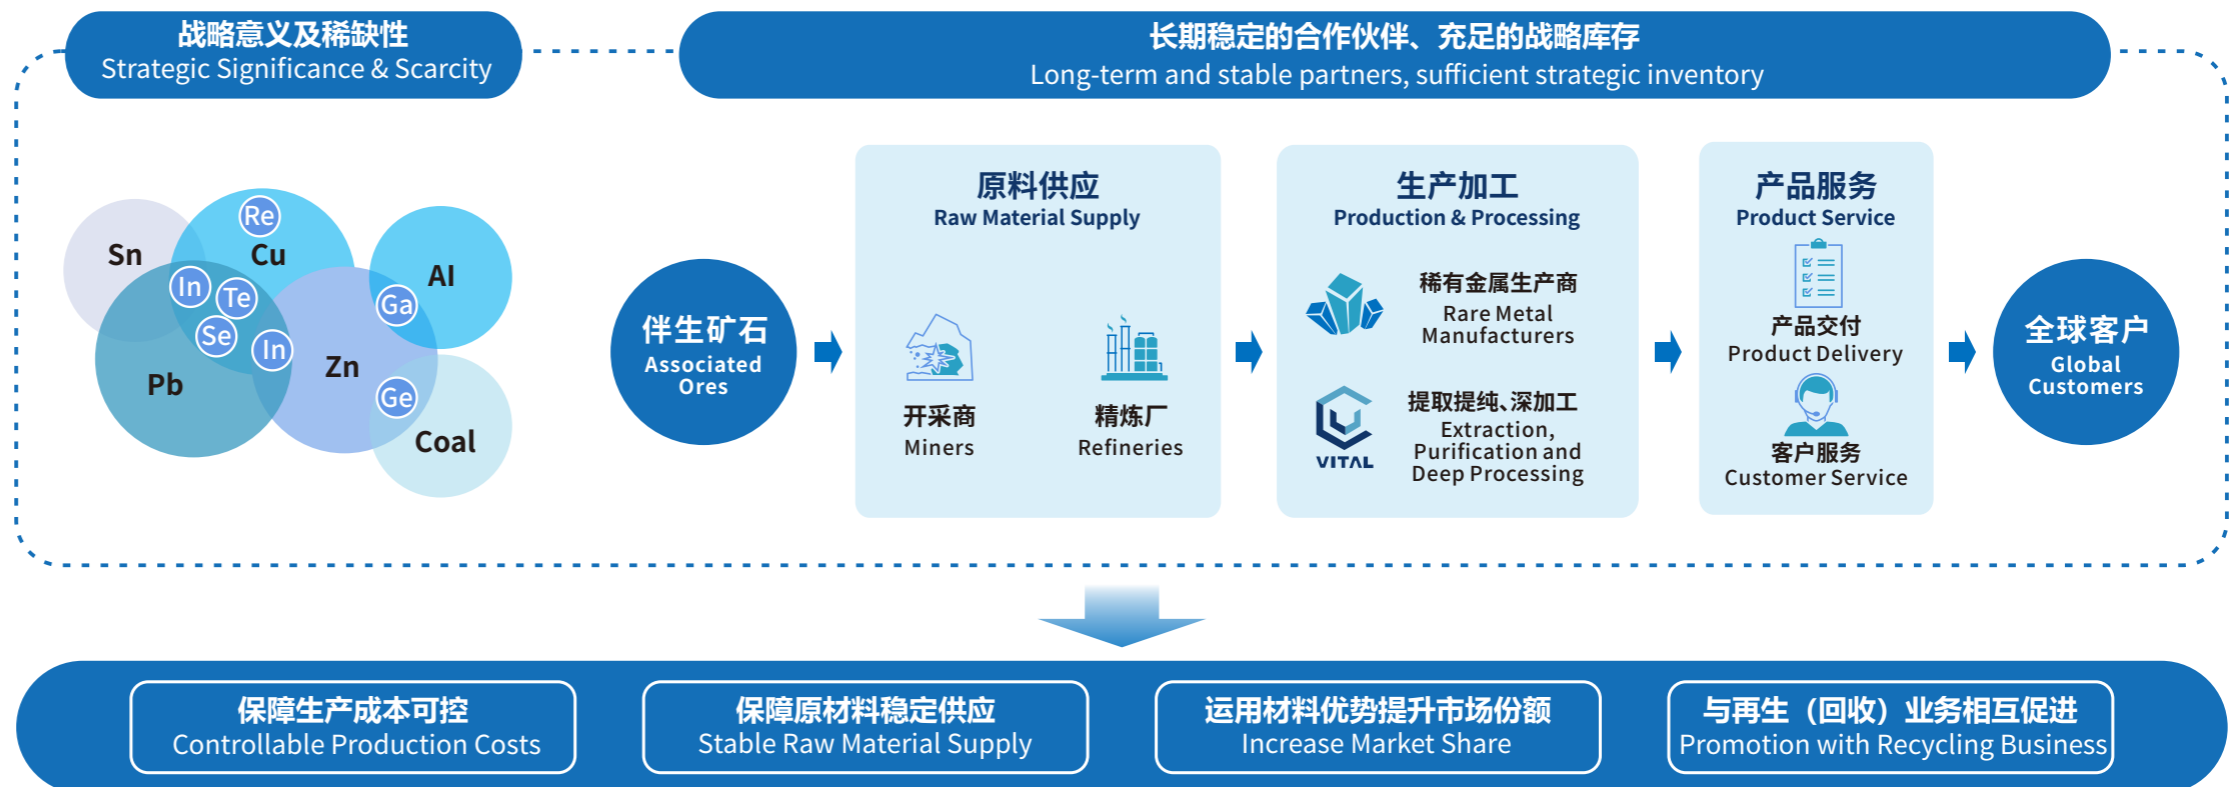 战略意义及稀缺性
Strategic Significance & Scarcity
长期稳定的合作伙伴、充足的战略库存
Long-term and stable partners, sufficient strategic inventory
Sn
Re
Cu
Al
In
Te
Ga
Se
In
Zn
Pb
Ge
Coal
伴生矿石
Associated
Ores
原料供应
Raw Material Supply
开采商
Miners
精炼厂
Refineries
生产加工
Production & Processing
稀有金属生产商
Rare Metal
Manufacturers
VITAL
提取提纯、深加工
Extraction,
Purification and
Deep Processing
产品服务
Product Service
产品交付
Product Delivery
客户服务
Customer Service
全球客户
Global
Customers
保障生产成本可控
Controllable Production Costs
保障原材料稳定供应
Stable Raw Material Supply
运用材料优势提升市场份额
Increase Market Share
与再生（回收）业务相互促进
Promotion with Recycling Business